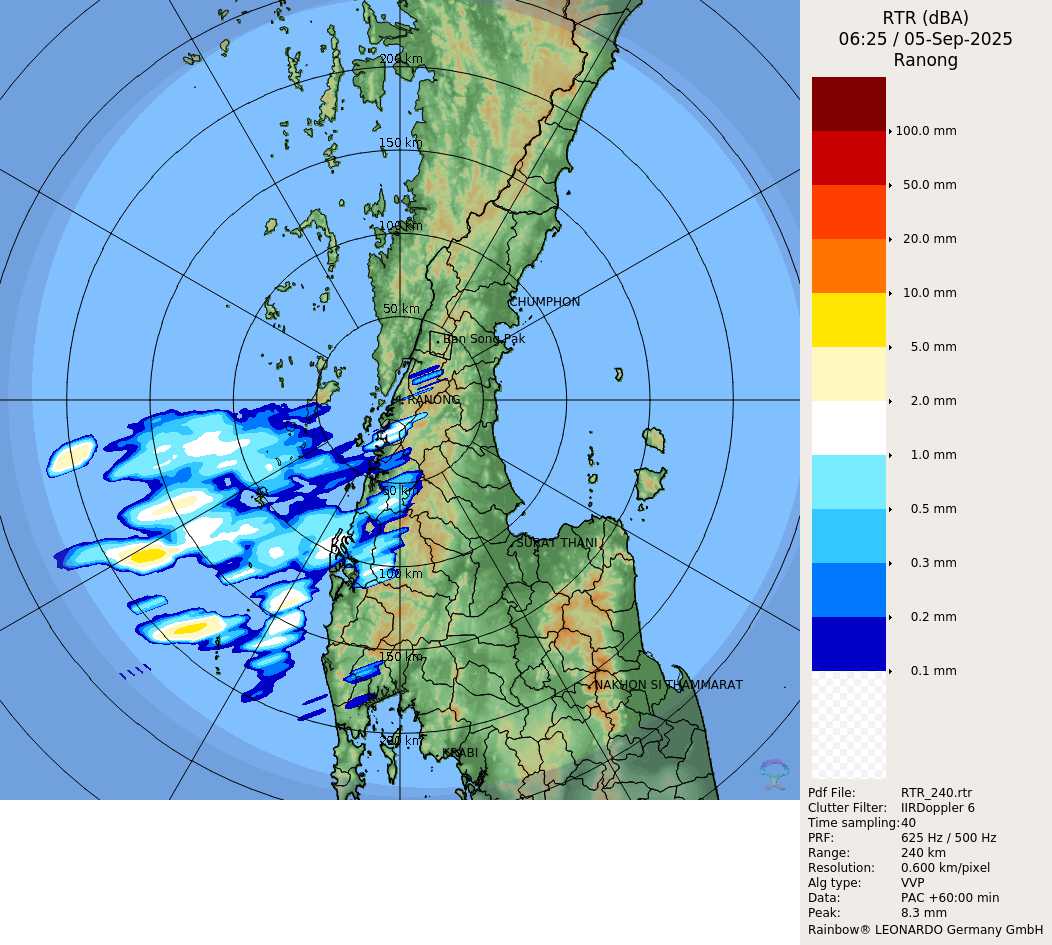 RTR (dBA)
06:25 / 05-Sep-2025
Ranong
200 km
150 km
100 km
50 km
CHUMPHON
Ban Song Pak
RANONG
50 km
SURAT THANI
100 km
150 km
NAKHON SI THAMMARAT
200 km
KRABI
100.0 mm
50.0 mm
20.0 mm
10.0 mm
5.0 mm
2.0 mm
1.0 mm
0.5 mm
0.3 mm
0.2 mm
0.1 mm
Pdf File: RTR_240.rtr
Clutter Filter: IIRDoppler 6
Time sampling:40
PRF: 625 Hz / 500 Hz
Range: 240 km
Resolution: 0.600 km/pixel
Alg type: VVP
Data: PAC +60:00 min
Peak: 8.3 mm
Rainbow® LEONARDO Germany GmbH